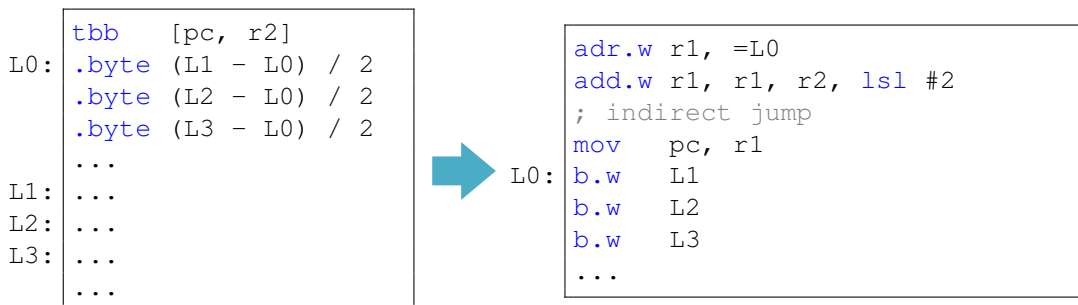 tbb [pc, r2]
L0: .byte (L1 - L0) / 2
.byte (L2 - L0) / 2
.byte (L3 - L0) / 2
...
L1: ...
L2: ...
L3: ...
...
adr.w r1, =L0
add.w r1, r1, r2, lsl #2
; indirect jump
mov pc, r1
L0: b.w L1
b.w L2
b.w L3
...